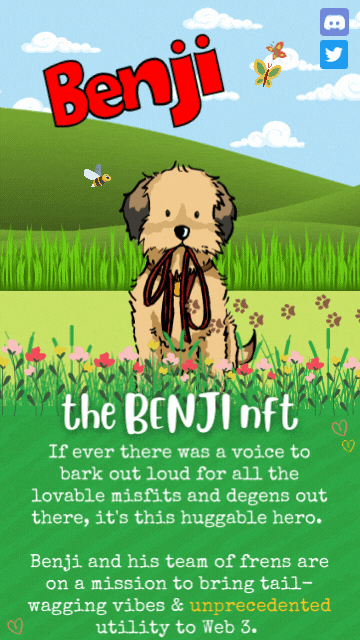 Benji
the BENJI nft
If ever there was a voice to
bark out loud for all the
lovable misfits and degens out
there, it's this huggable hero.
Benji and his team of frens are
on a mission to bring tail-
wagging vibes & unprecedented
utility to Web 3.